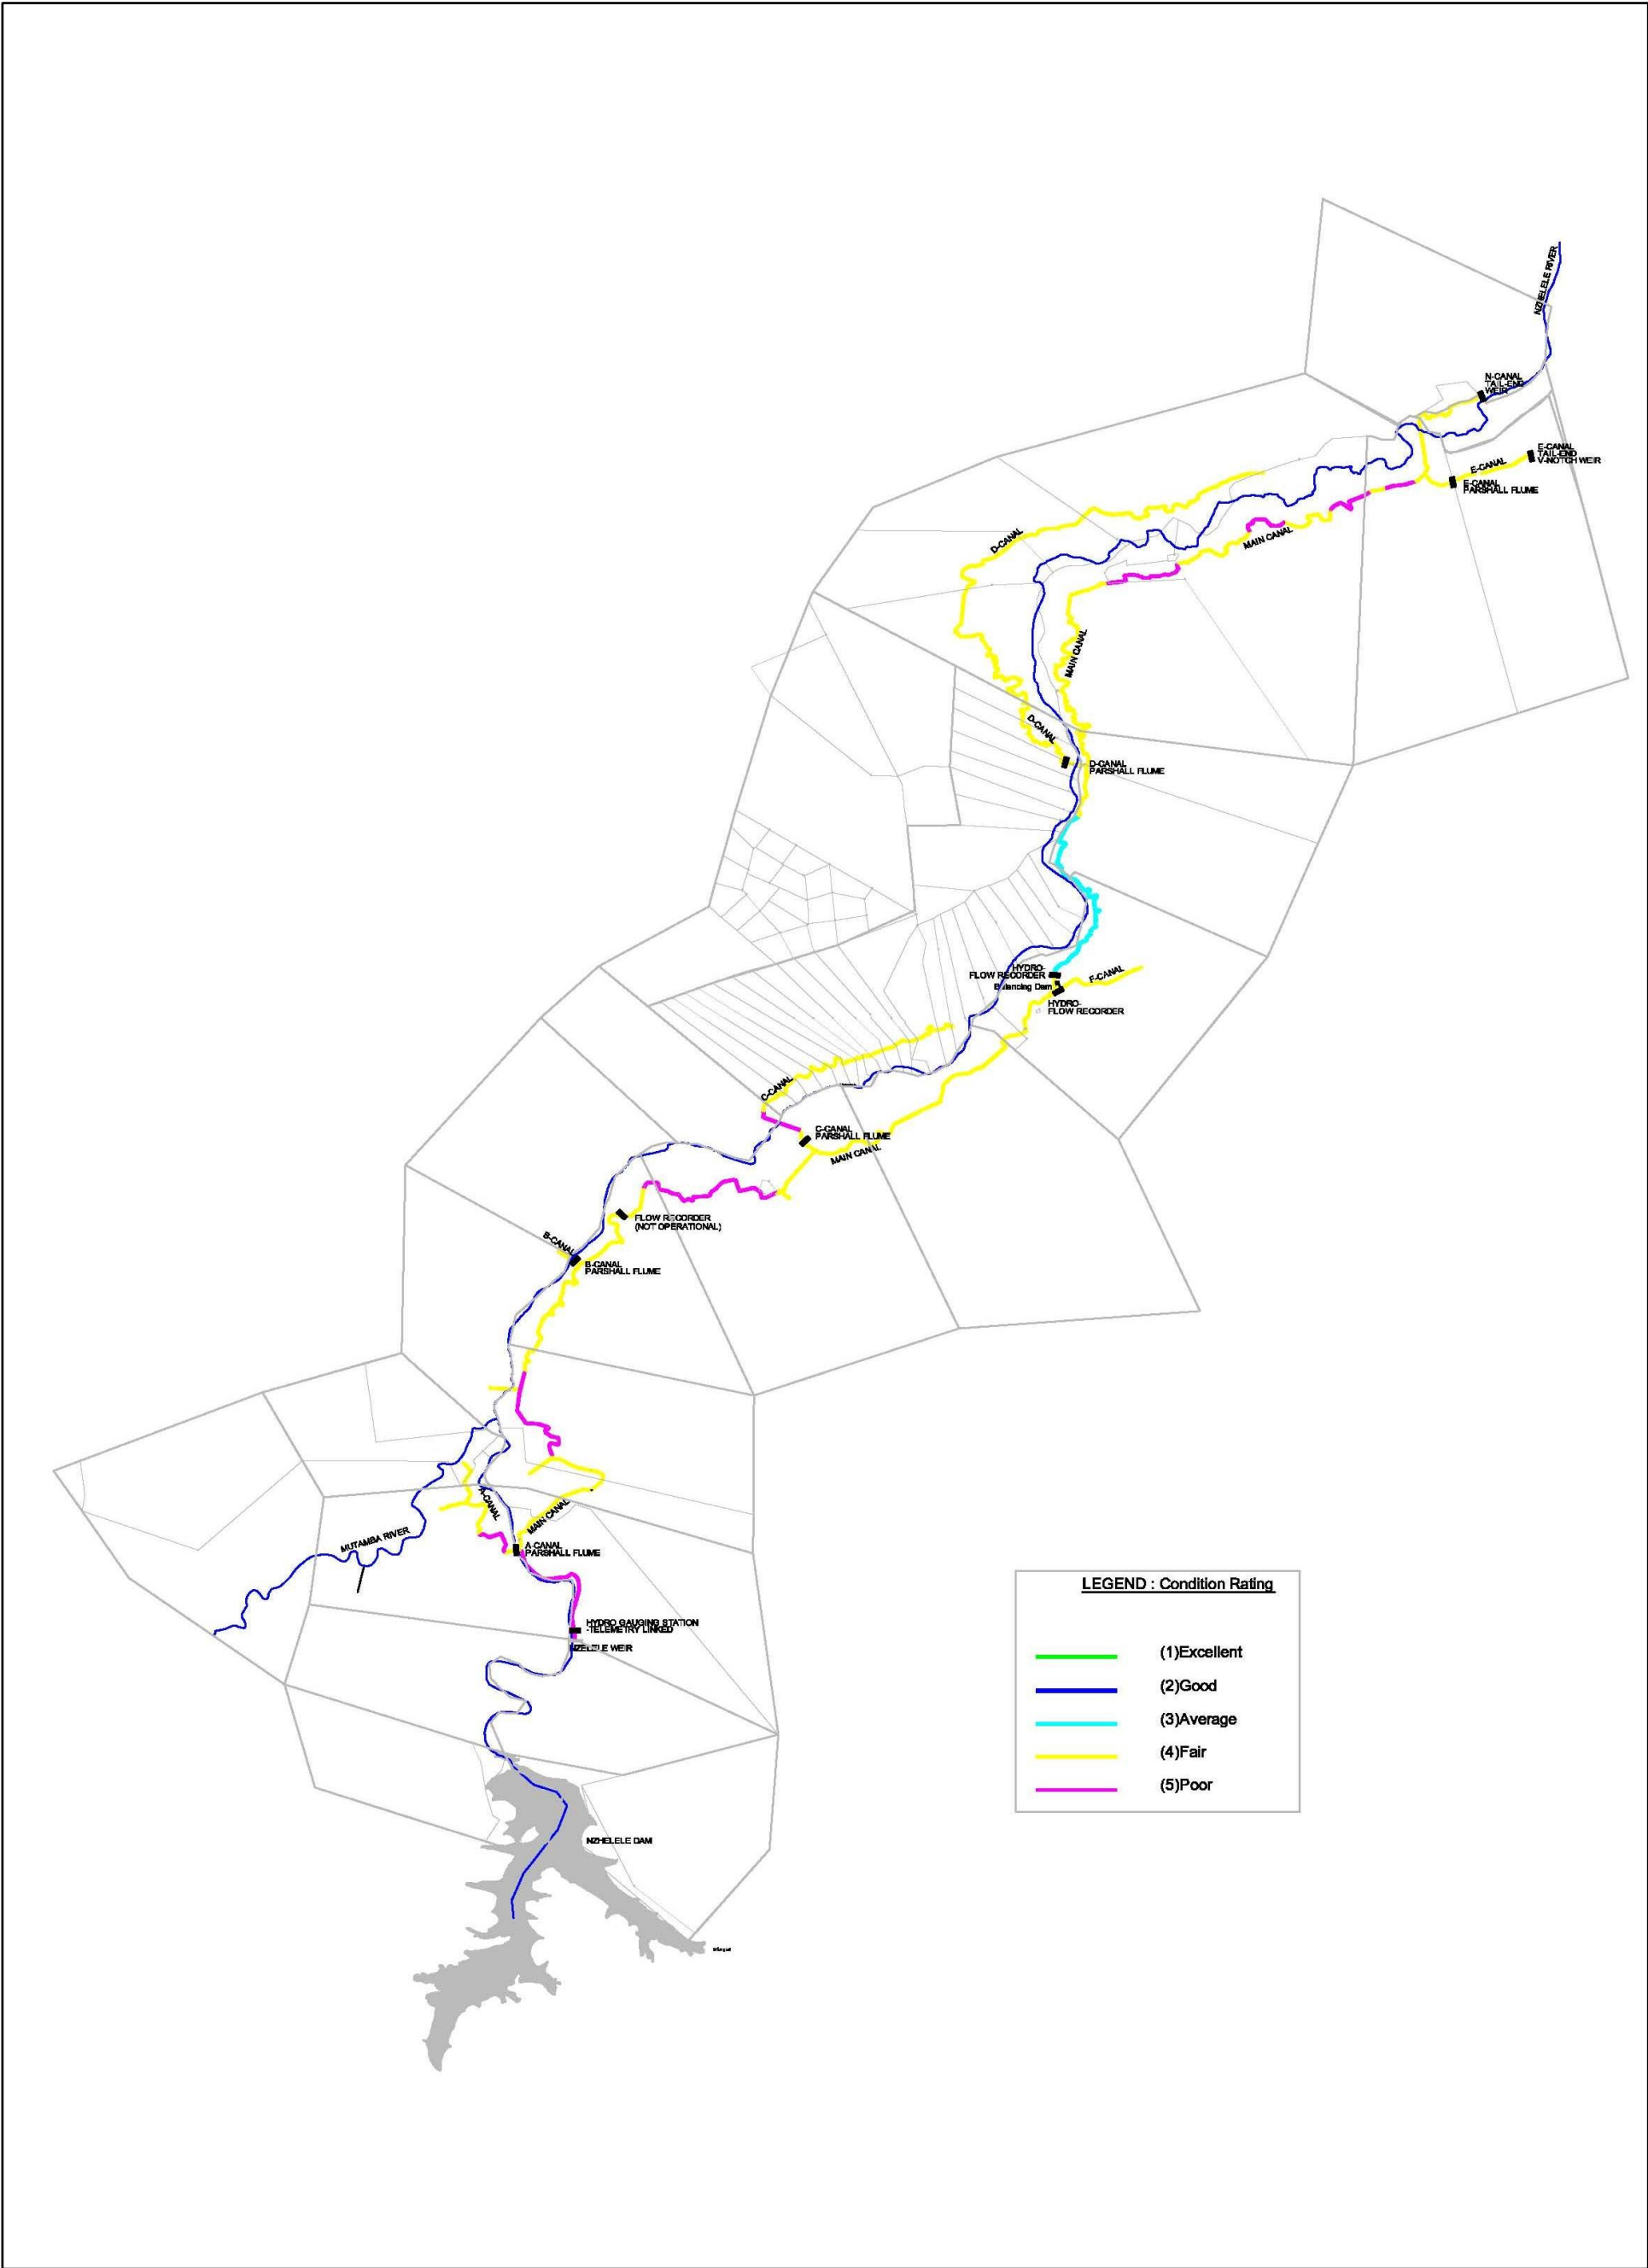 NZHELELE RIVER
N-CANAL
TAIL-END
WEIR
E-CANAL
TAIL-END
V-NOTCH WEIR
E-CANAL
E-CANAL
PARSHALL FLUME
D-CANAL
MAIN CANAL
MAIN CANAL
D-CANAL
D-CANAL
PARSHALL FLUME
HYDRO-
FLOW RECORDER
Balancing Dam
F-CANAL
HYDRO-
FLOW RECORDER
C-CANAL
C-CANAL
PARSHALL FLUME
MAIN CANAL
FLOW RECORDER
(NOT OPERATIONAL)
B-CANAL
B-CANAL
PARSHALL FLUME
A-CANAL
MAIN CANAL
MUTAMBA RIVER
A-CANAL
PARSHALL FLUME
HYDRO GAUGING STATION
-TELEMETRY LINKED
NZELELE WEIR
NZHELELE DAM
LEGEND : Condition Rating
(1)Excellent
(2)Good
(3)Average
(4)Fair
(5)Poor